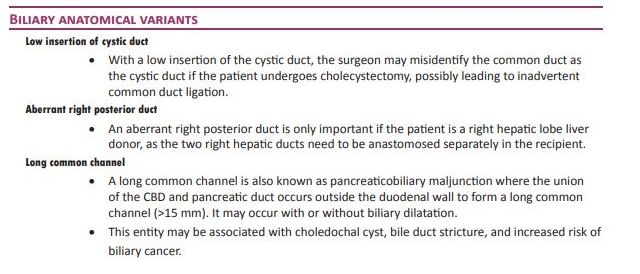 BILIARY ANATOMICAL VARIANTS
Low insertion of cystic duct
• With a low insertion of the cystic duct, the surgeon may misidentify the common duct as
the cystic duct if the patient undergoes cholecystectomy, possibly leading to inadvertent
common duct ligation.
Aberrant right posterior duct
• An aberrant right posterior duct is only important if the patient is a right hepatic lobe liver
donor, as the two right hepatic ducts need to be anastomosed separately in the recipient.
Long common channel
• A long common channel is also known as pancreaticobiliary maljunction where the union
of the CBD and pancreatic duct occurs outside the duodenal wall to form a long common
channel (>15 mm). It may occur with or without biliary dilatation.
• This entity may be associated with choledochal cyst, bile duct stricture, and increased risk of
biliary cancer.